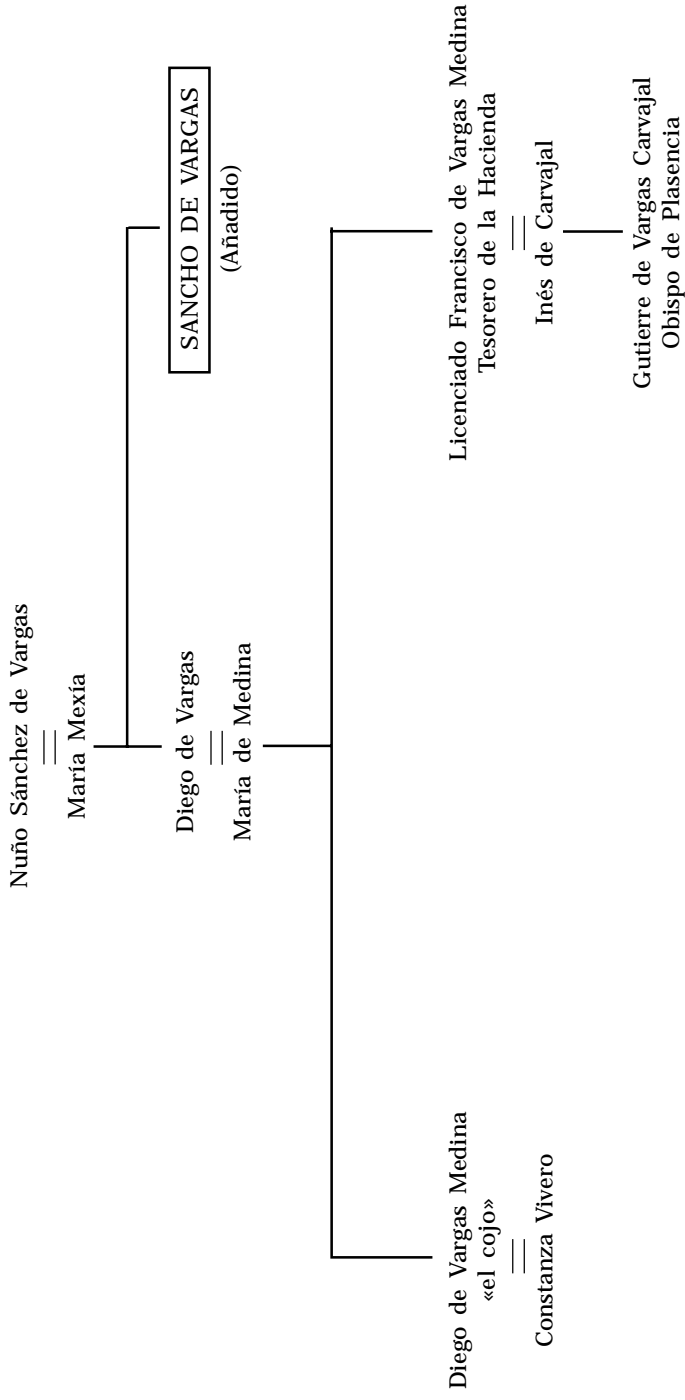 Nuño Sánchez de Vargas
María Mexía
Diego de Vargas
María de Medina
SANCHO DE VARGAS
(Añadido)
Diego de Vargas Medina
«el cojo»
Constanza Vivero
Licenciado Francisco de Vargas Medina
Tesorero de la Hacienda
Inés de Carvajal
Gutierre de Vargas Carvajal
Obispo de Plasencia